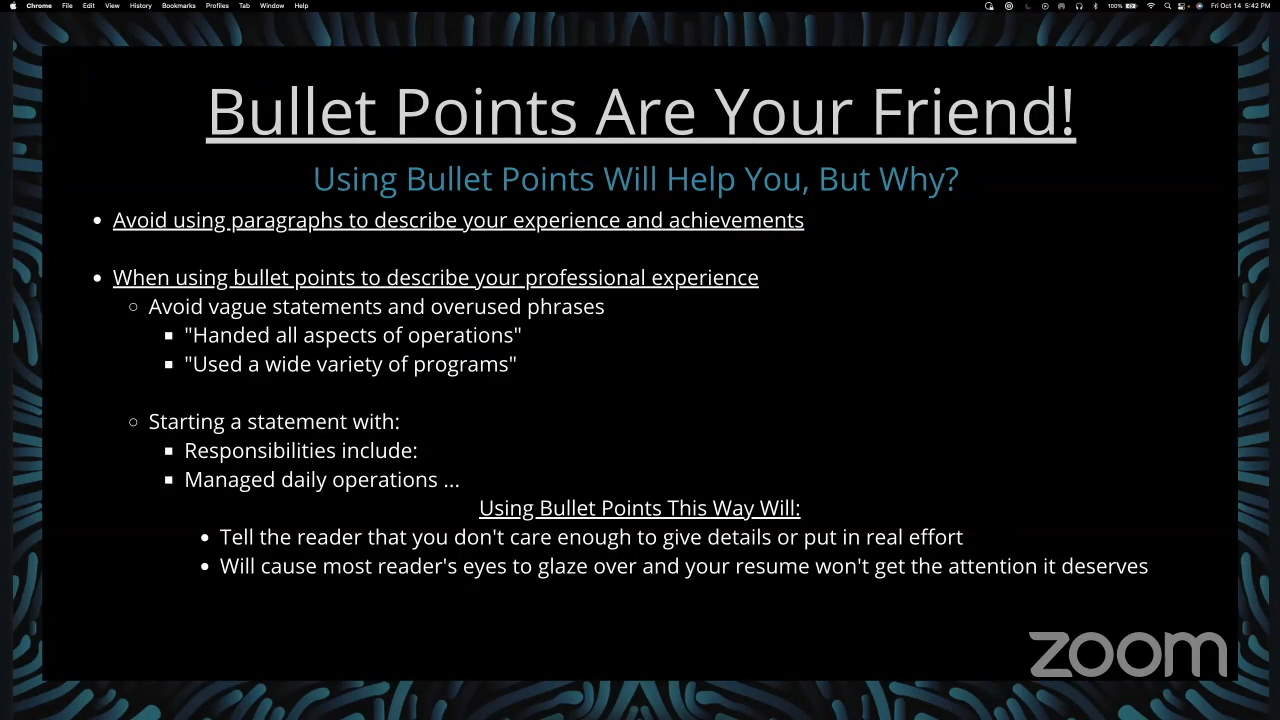 Chrome File Edit View History Bookmarks Profiles Tab Window Help 100% Fri Oct 14 5:42 PM
Bullet Points Are Your Friend!
Using Bullet Points Will Help You, But Why?
• Avoid using paragraphs to describe your experience and achievements
• When using bullet points to describe your professional experience
○ Avoid vague statements and overused phrases
▪ "Handed all aspects of operations"
▪ "Used a wide variety of programs"
○ Starting a statement with:
▪ Responsibilities include:
▪ Managed daily operations ...
Using Bullet Points This Way Will:
• Tell the reader that you don't care enough to give details or put in real effort
• Will cause most reader's eyes to glaze over and your resume won't get the attention it deserves
zoom